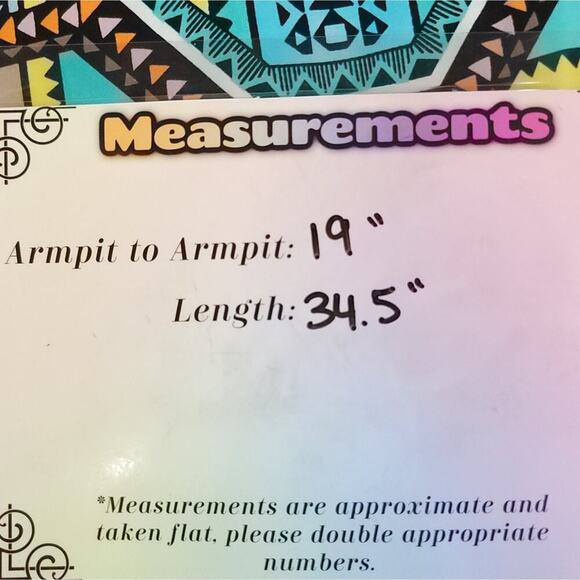 Measurements
Armpit to Armpit: 19"
Length: 34.5"
*Measurements are approximate and
taken flat, please double appropriate
numbers.